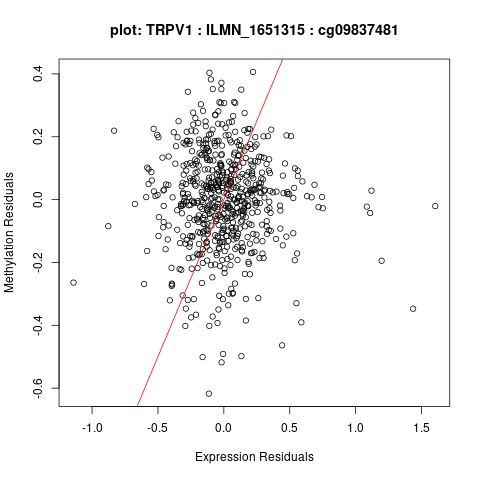 plot: TRPV1 : ILMN_1651315 : cg09837481
Methylation Residuals
0.4
0.2
0.0
-0.2
-0.4
-0.6
-1.0 -0.5 0.0 0.5 1.0 1.5
Expression Residuals